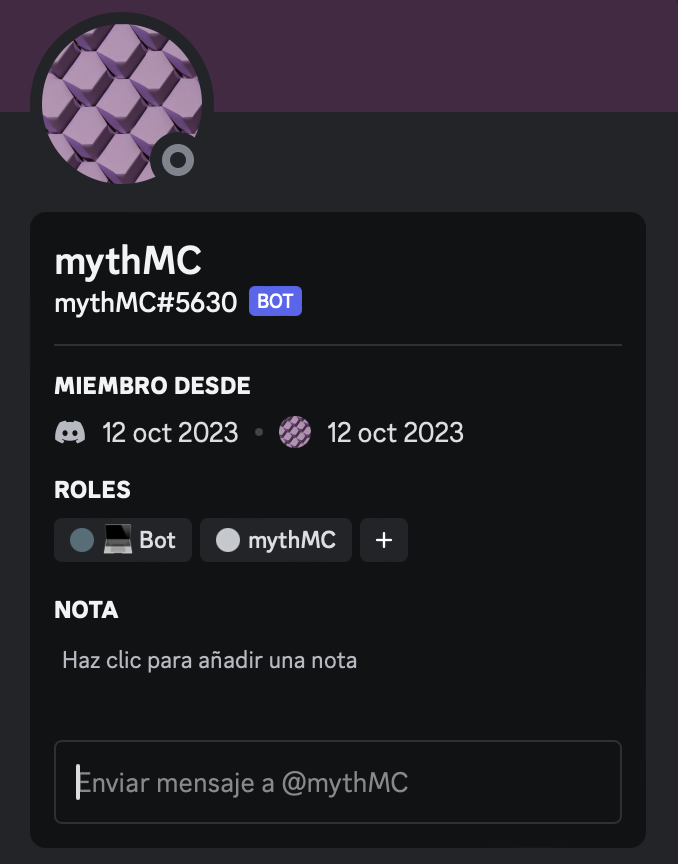 mythMC
mythMC#5630 BOT
MIEMBRO DESDE
12 oct 2023 • 12 oct 2023
ROLES
Bot mythMC +
NOTA
Haz clic para añadir una nota
Enviar mensaje a @mythMC